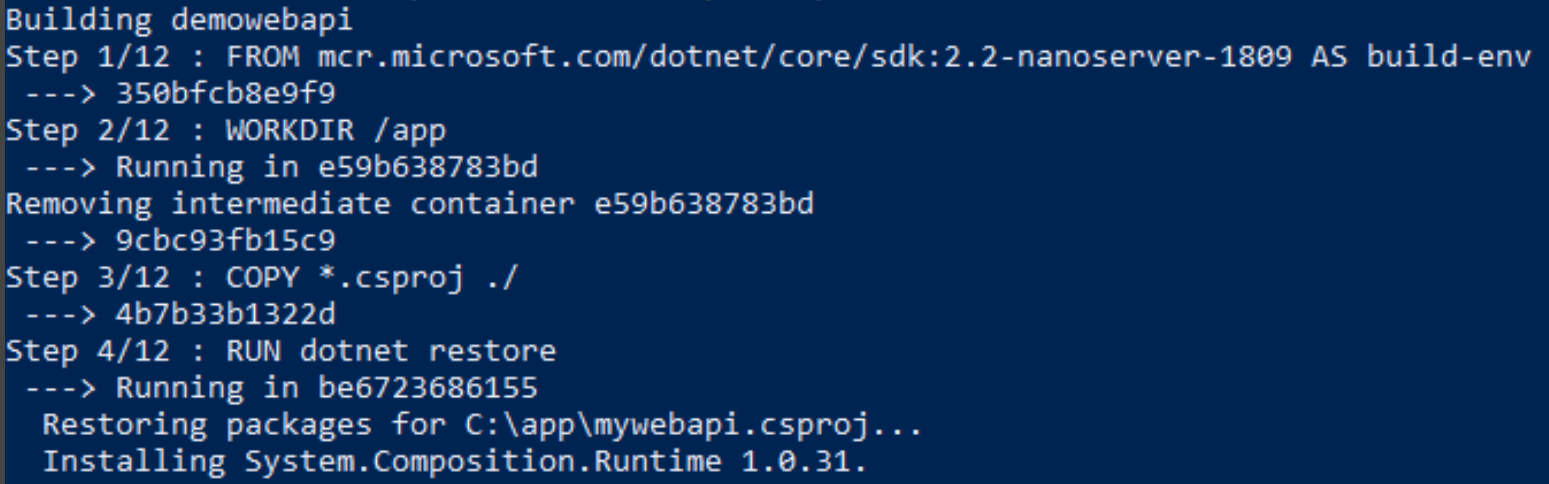 Building demowebapi
Step 1/12 : FROM mcr.microsoft.com/dotnet/core/sdk:2.2-nanoserver-1809 AS build-env
 ---> 350bfcb8e9f9
Step 2/12 : WORKDIR /app
 ---> Running in e59b638783bd
Removing intermediate container e59b638783bd
 ---> 9cbc93fb15c9
Step 3/12 : COPY *.csproj ./
 ---> 4b7b33b1322d
Step 4/12 : RUN dotnet restore
 ---> Running in be6723686155
  Restoring packages for C:\app\mywebapi.csproj...
  Installing System.Composition.Runtime 1.0.31.